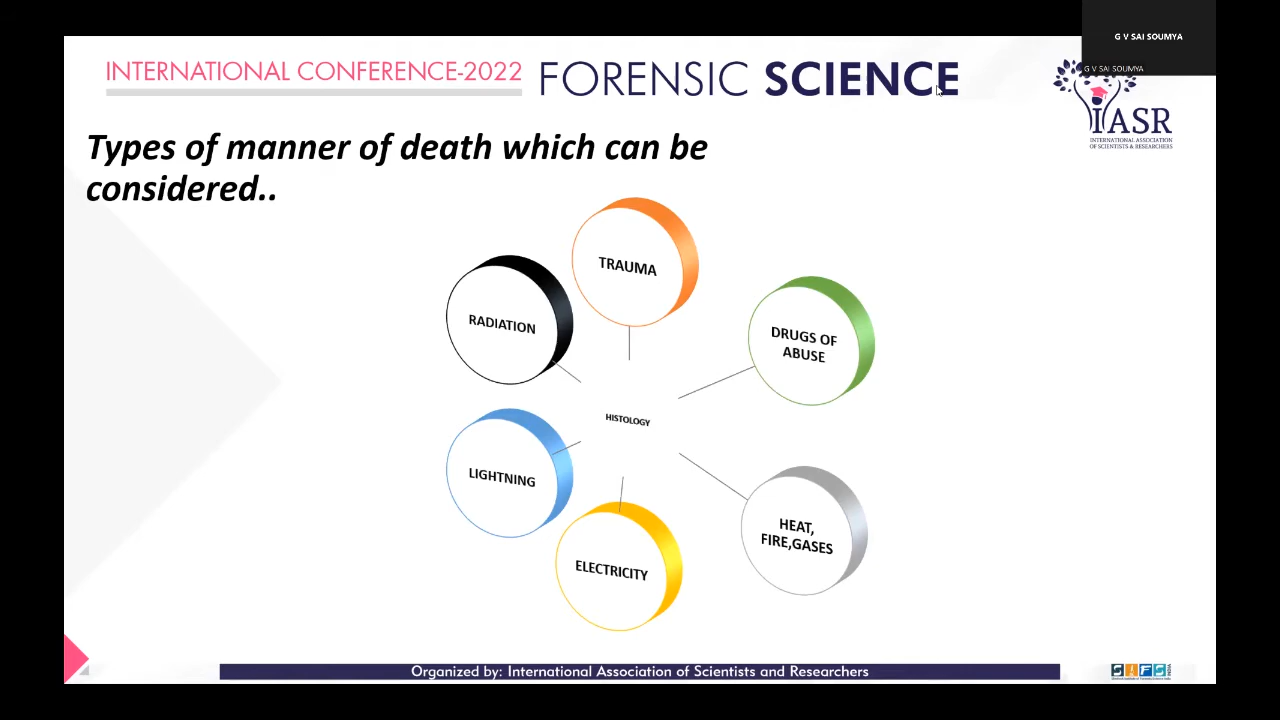 G V SAI SOUMYA
G V SAI SOUMYA
INTERNATIONAL CONFERENCE-2022 FORENSIC SCIENCE
IASR
INTERNATIONAL ASSOCIATION
OF SCIENTISTS & RESEARCHERS
Types of manner of death which can be
considered..
TRAUMA
RADIATION
DRUGS OF
ABUSE
HISTOLOGY
LIGHTNING
HEAT,
FIRE,GASES
ELECTRICITY
Organized by: International Association of Scientists and Researchers
SIFS
INDIA